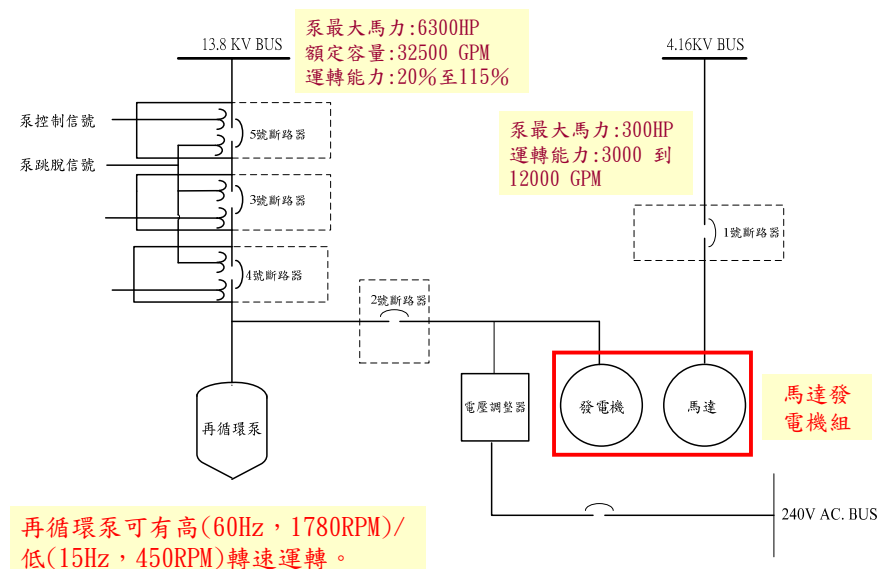 13.8 KV BUS
泵最大馬力:6300HP
額定容量:32500 GPM
運轉能力:20%至115%
4.16KV BUS
泵控制信號
5號斷路器
泵跳脫信號
泵最大馬力:300HP
運轉能力:3000 到
12000 GPM
3號斷路器
1號斷路器
4號斷路器
2號斷路器
再循環泵
電壓調整器
發電機
馬達
馬達發
電機組
240V AC. BUS
再循環泵可有高(60Hz，1780RPM)/
低(15Hz，450RPM)轉速運轉。